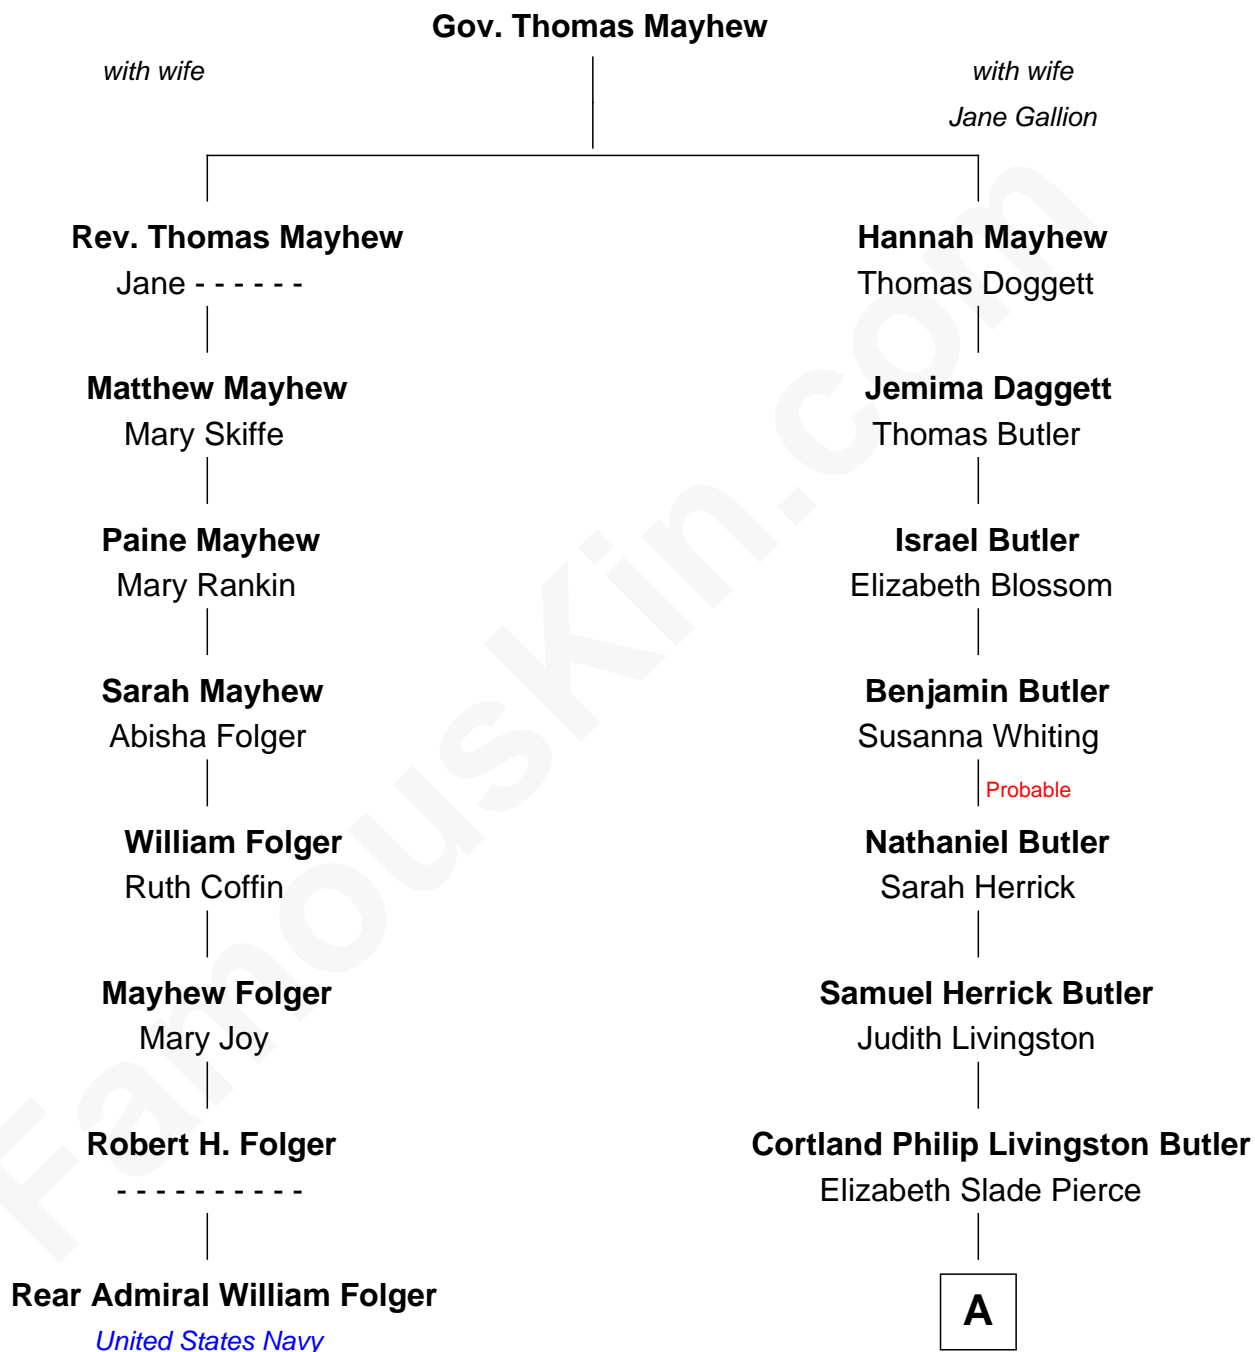 Gov. Thomas Mayhew
with wife
with wife
Jane Gallion
Rev. Thomas Mayhew
Jane - - - - - -
Hannah Mayhew
Thomas Doggett
Matthew Mayhew
Mary Skiffe
Jemima Daggett
Thomas Butler
Paine Mayhew
Mary Rankin
Israel Butler
Elizabeth Blossom
Sarah Mayhew
Abisha Folger
Benjamin Butler
Susanna Whiting
Probable
William Folger
Ruth Coffin
Nathaniel Butler
Sarah Herrick
Mayhew Folger
Mary Joy
Samuel Herrick Butler
Judith Livingston
Robert H. Folger
- - - - - - - - - -
Cortland Philip Livingston Butler
Elizabeth Slade Pierce
Rear Admiral William Folger
United States Navy
A
FamousKin.com